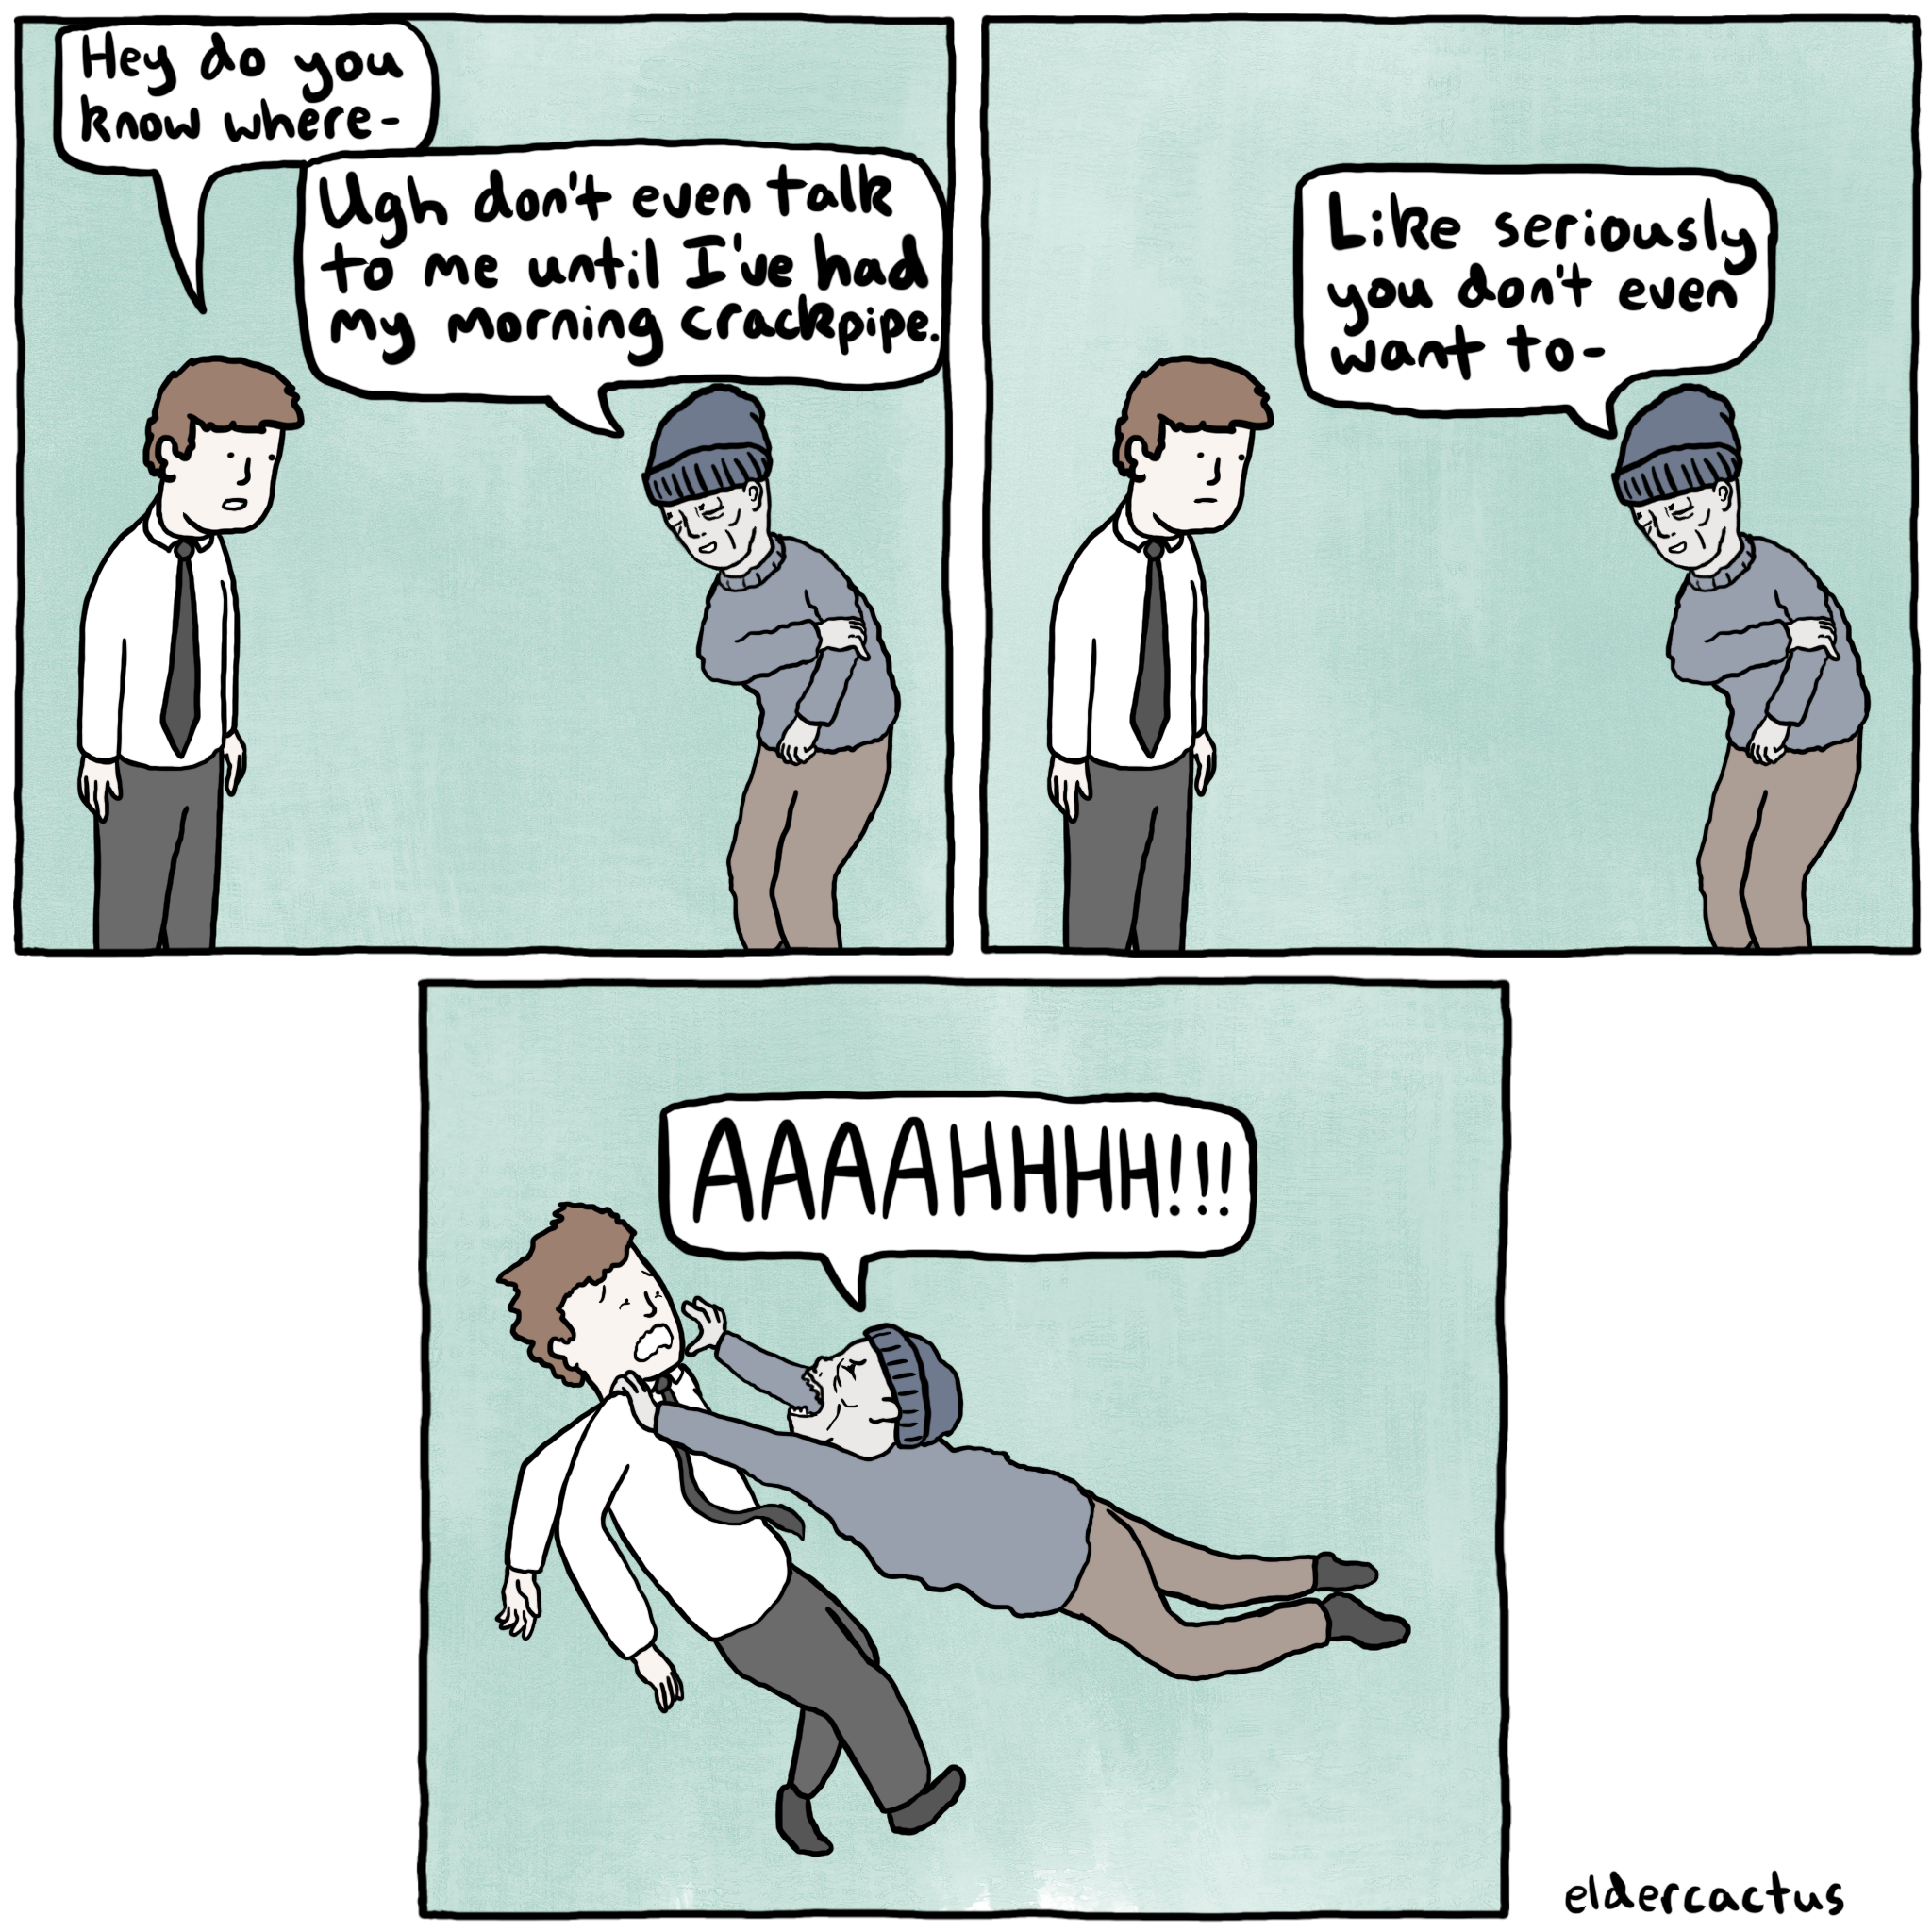 Hey do you
know where-
Ugh don't even talk
to me until I've had
my morning crackpipe.
Like seriously
you don't even
want to-
AAAAHHHH!!!
eldercactus